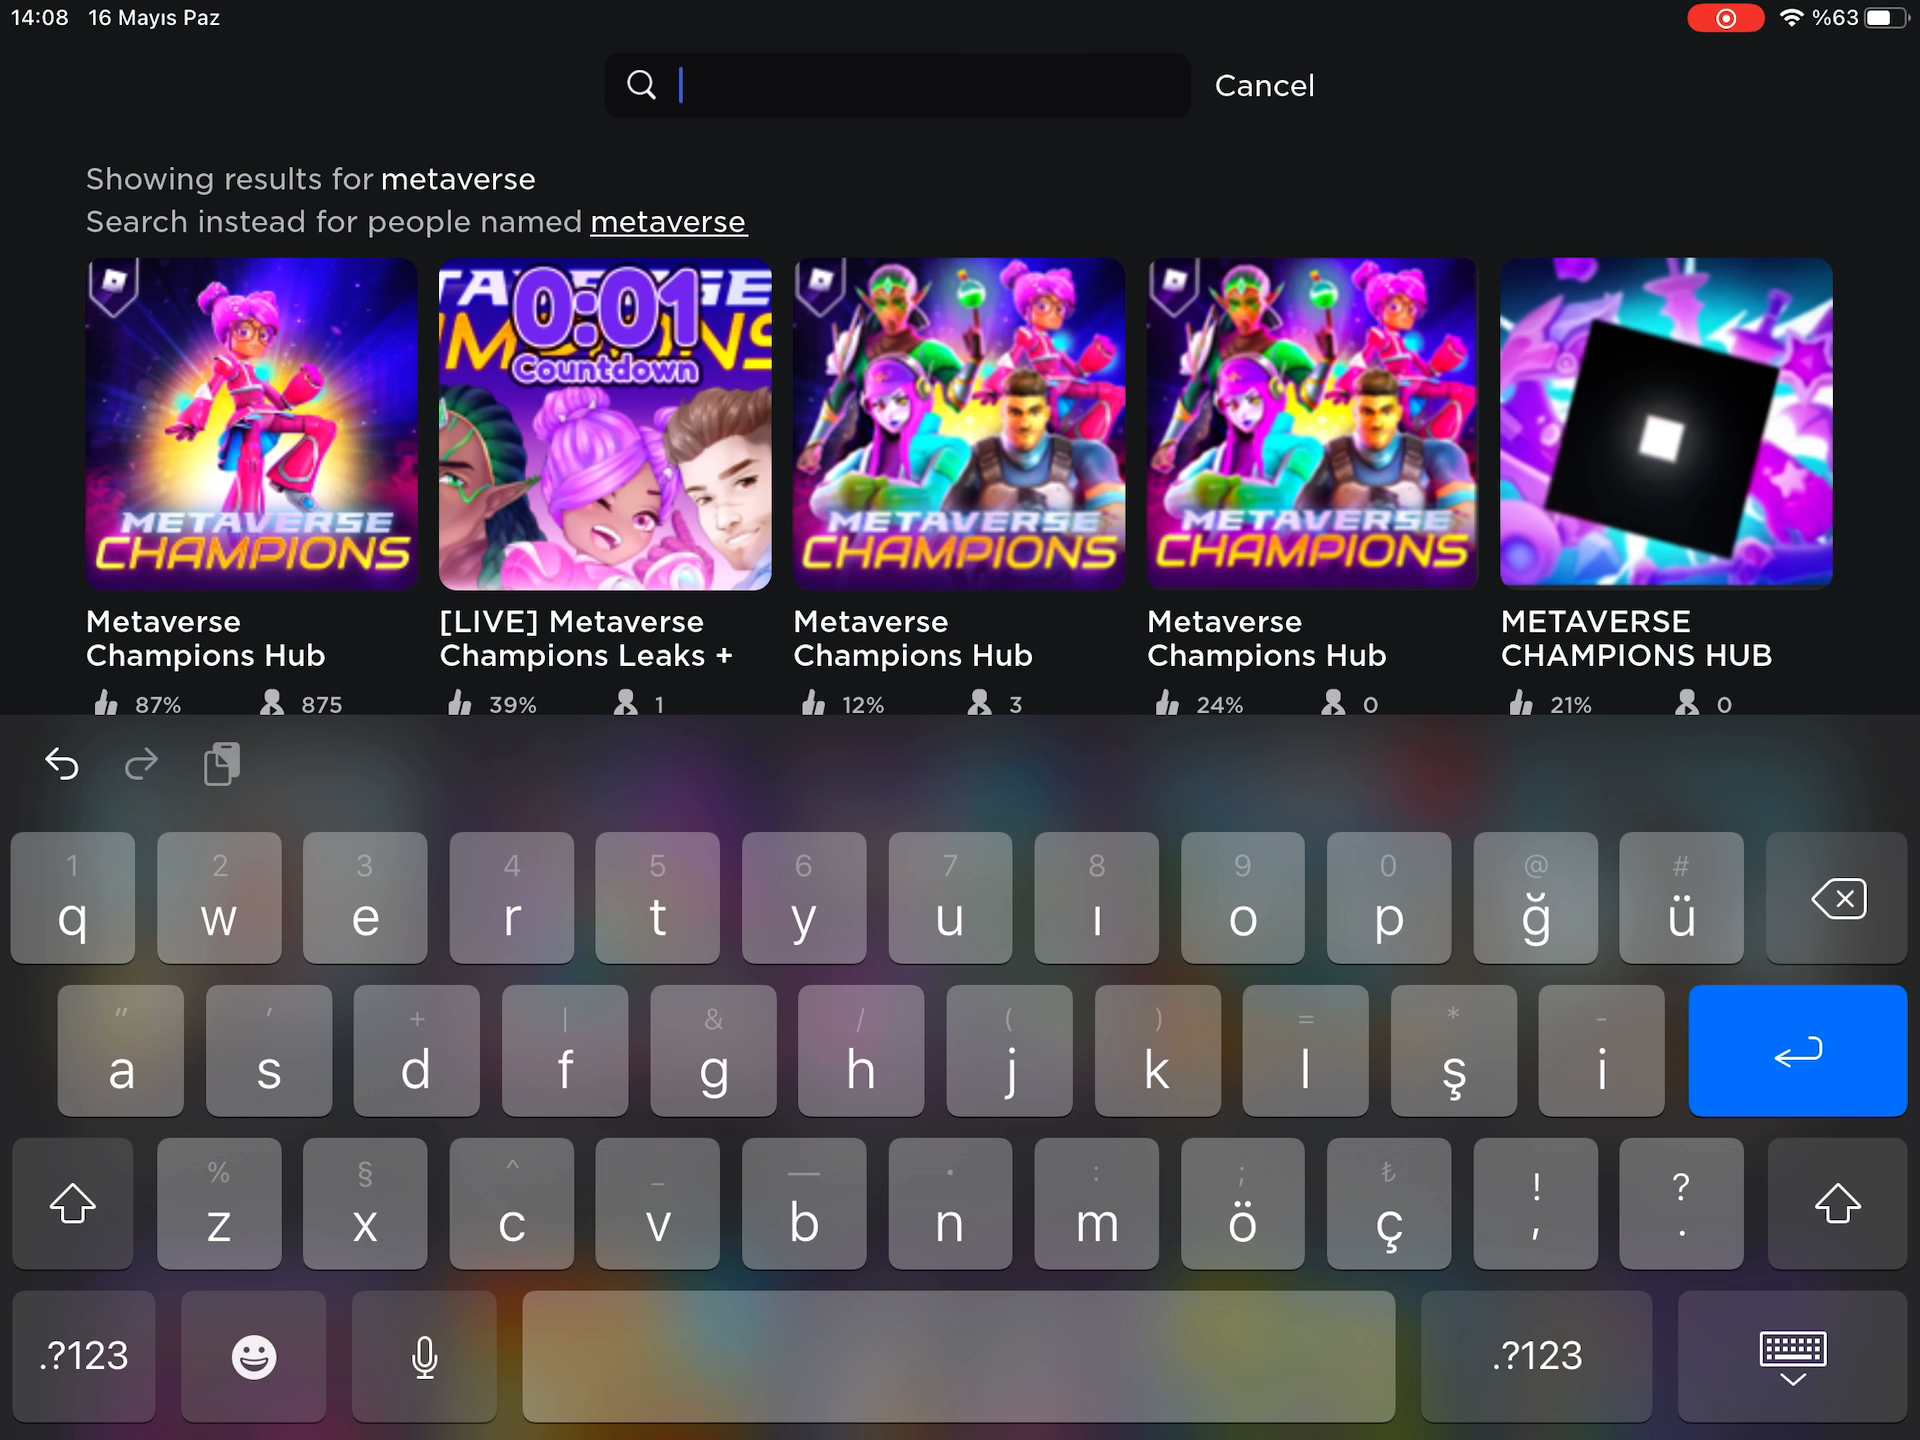 14:08 16 Mayıs Paz %63
Cancel
Showing results for metaverse
Search instead for people named metaverse
METAVERSE
CHAMPIONS
0:01
Countdown
METAVERSE
CHAMPIONS
METAVERSE
CHAMPIONS
Metaverse
Champions Hub
87% 875
[LIVE] Metaverse
Champions Leaks +
39% 1
Metaverse
Champions Hub
12% 3
Metaverse
Champions Hub
24% 0
METAVERSE
CHAMPIONS HUB
21% 0
1 2 3 4 5 6 7 8 9 0 @ #
q w e r t y u ı o p ğ ü
" ' + | & / ( ) = * -
a s d f g h j k l ş i
% § ^ _ — · : ; ₺ ! ?
z x c v b n m ö ç , .
.?123 .?123